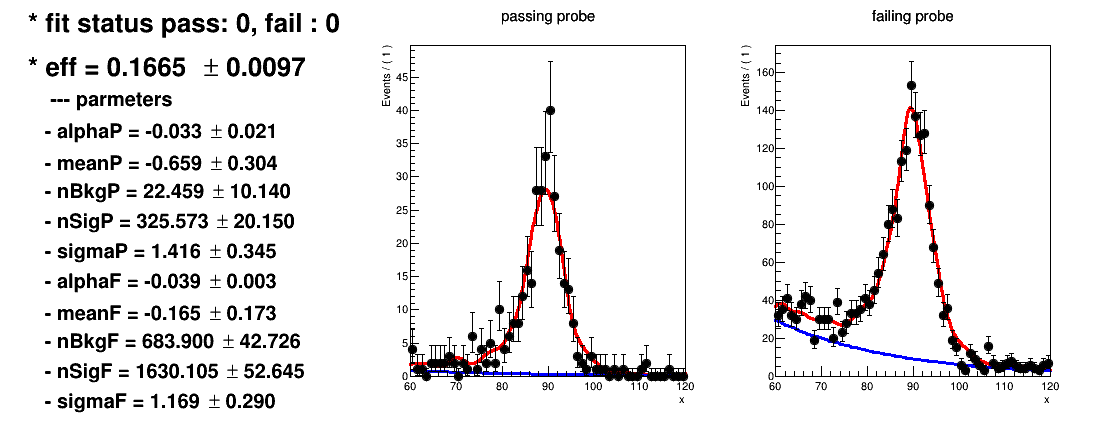 * fit status pass: 0, fail : 0
* eff = 0.1665 ± 0.0097
--- parmeters
- alphaP = -0.033 ± 0.021
- meanP = -0.659 ± 0.304
- nBkgP = 22.459 ± 10.140
- nSigP = 325.573 ± 20.150
- sigmaP = 1.416 ± 0.345
- alphaF = -0.039 ± 0.003
- meanF = -0.165 ± 0.173
- nBkgF = 683.900 ± 42.726
- nSigF = 1630.105 ± 52.645
- sigmaF = 1.169 ± 0.290
passing probe
Events / ( 1 )
45
40
35
30
25
20
15
10
5
0
60 70 80 90 100 110 120
x
failing probe
Events / ( 1 )
160
140
120
100
80
60
40
20
0
60 70 80 90 100 110 120
x